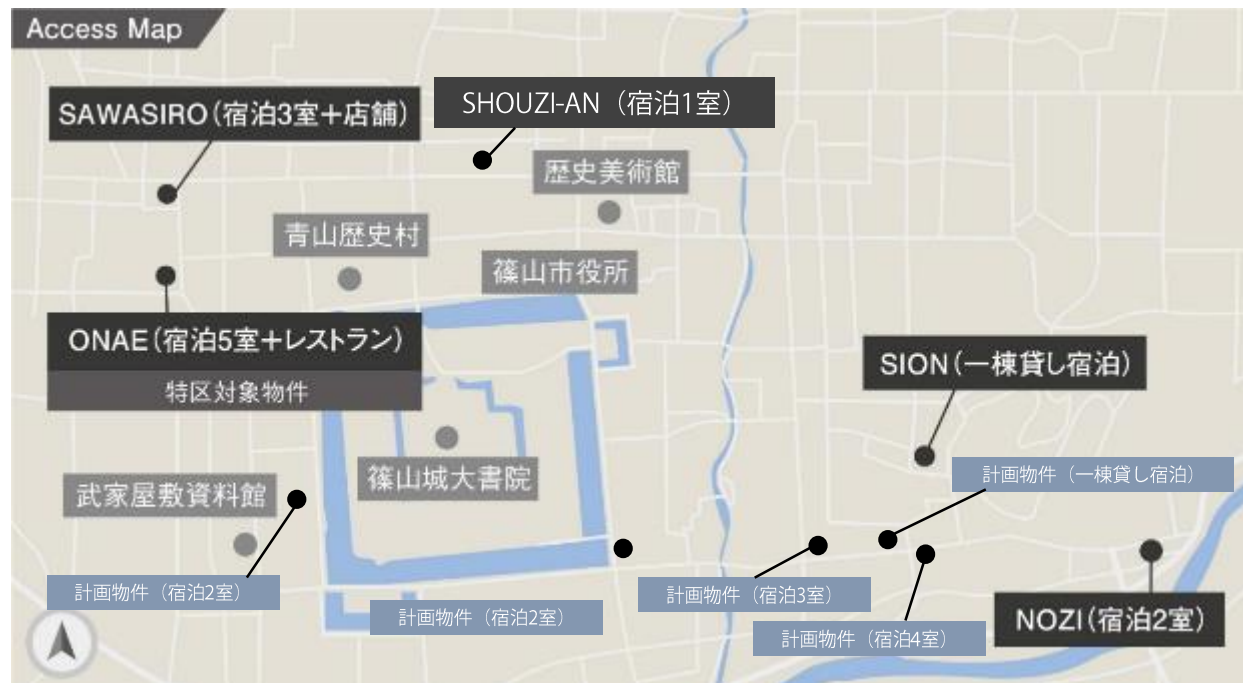 Access Map
SAWASIRO(宿泊3室+店舗)
SHOUZI-AN（宿泊1室）
歴史美術館
青山歴史村
篠山市役所
ONAE(宿泊5室+レストラン)
特区対象物件
SION(一棟貸し宿泊)
篠山城大書院
武家屋敷資料館
計画物件（一棟貸し宿泊）
計画物件（宿泊2室）
計画物件（宿泊2室）
計画物件（宿泊3室）
計画物件（宿泊4室）
NOZI(宿泊2室)